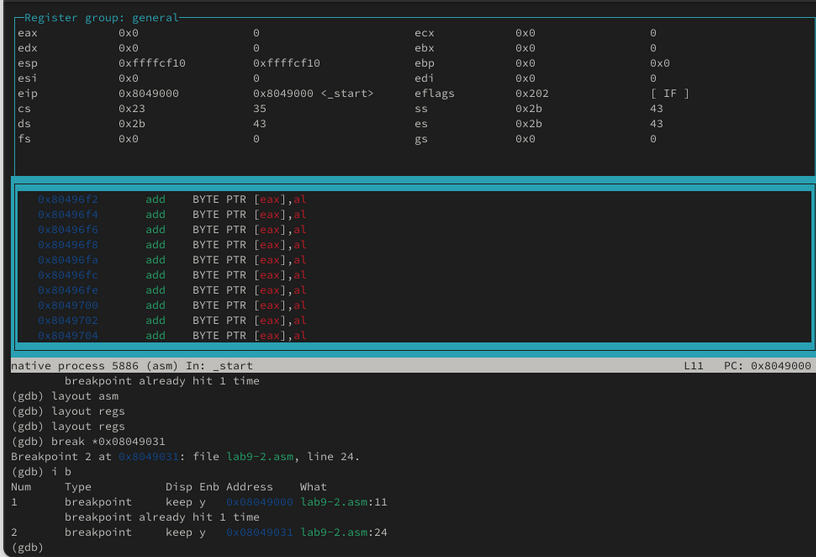 Register group: general
eax 0x0 0 ecx 0x0 0
edx 0x0 0 ebx 0x0 0
esp 0xffffcf10 0xffffcf10 ebp 0x0 0x0
esi 0x0 0 edi 0x0 0
eip 0x8049000 0x8049000 <_start> eflags 0x202 [ IF ]
cs 0x23 35 ss 0x2b 43
ds 0x2b 43 es 0x2b 43
fs 0x0 0 gs 0x0 0
0x80496f2 add BYTE PTR [eax],al
0x80496f4 add BYTE PTR [eax],al
0x80496f6 add BYTE PTR [eax],al
0x80496f8 add BYTE PTR [eax],al
0x80496fa add BYTE PTR [eax],al
0x80496fc add BYTE PTR [eax],al
0x80496fe add BYTE PTR [eax],al
0x8049700 add BYTE PTR [eax],al
0x8049702 add BYTE PTR [eax],al
0x8049704 add BYTE PTR [eax],al
native process 5886 (asm) In: _start L11 PC: 0x8049000
breakpoint already hit 1 time
(gdb) layout asm
(gdb) layout regs
(gdb) layout regs
(gdb) break *0x08049031
Breakpoint 2 at 0x8049031: file lab9-2.asm, line 24.
(gdb) i b
Num Type Disp Enb Address What
1 breakpoint keep y 0x08049000 lab9-2.asm:11
breakpoint already hit 1 time
2 breakpoint keep y 0x08049031 lab9-2.asm:24
(gdb)